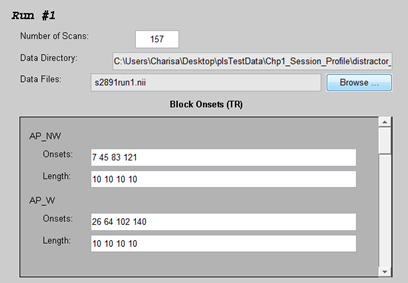 Run #1
Number of Scans: 157
Data Directory: C:\Users\Charisa\Desktop\plsTestData\Chp1_Session_Profile\distractor_
Data Files: s2891run1.nii Browse ...
Block Onsets (TR)
AP_NW
Onsets: 7 45 83 121
Length: 10 10 10 10
AP_W
Onsets: 26 64 102 140
Length: 10 10 10 10